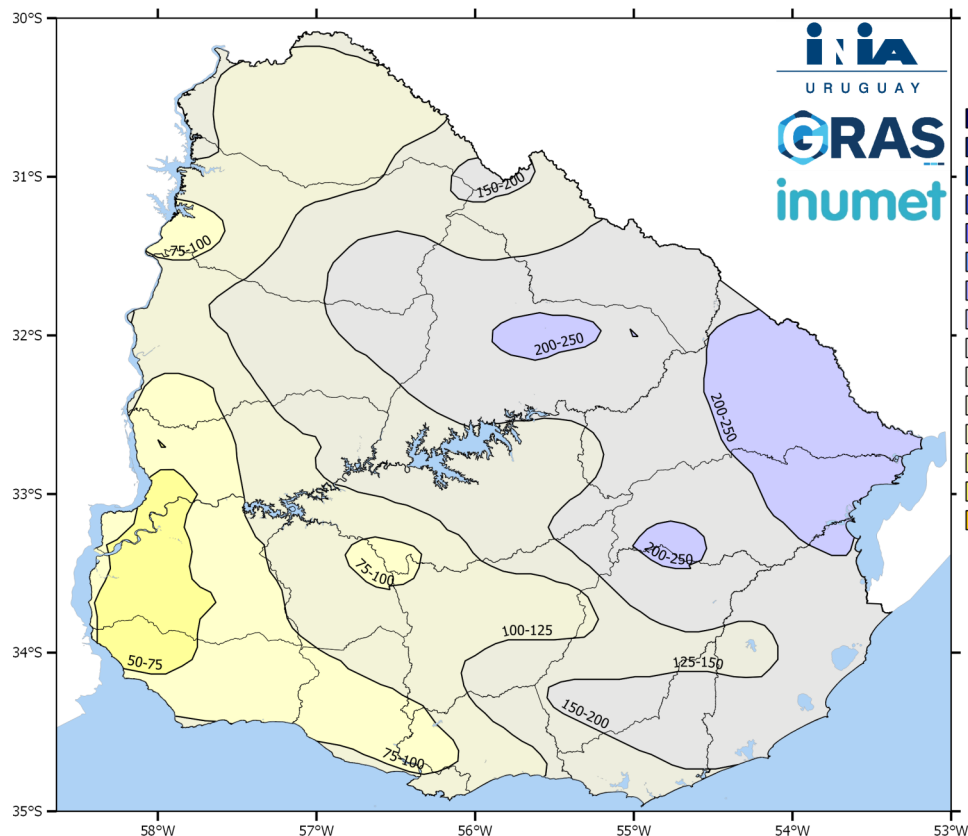 30°S
31°S
32°S
33°S
34°S
35°S
58°W
57°W
56°W
55°W
54°W
53°W
iNiA
URUGUAY
GRAS
inumet
150-200
75-100
200-250
200-250
200-250
75-100
100-125
50-75
125-150
150-200
75-100